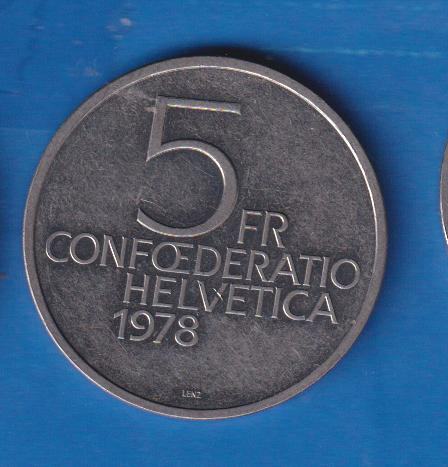 5
FR
CONFŒDERATIO
HELVETICA
1978
LENZ